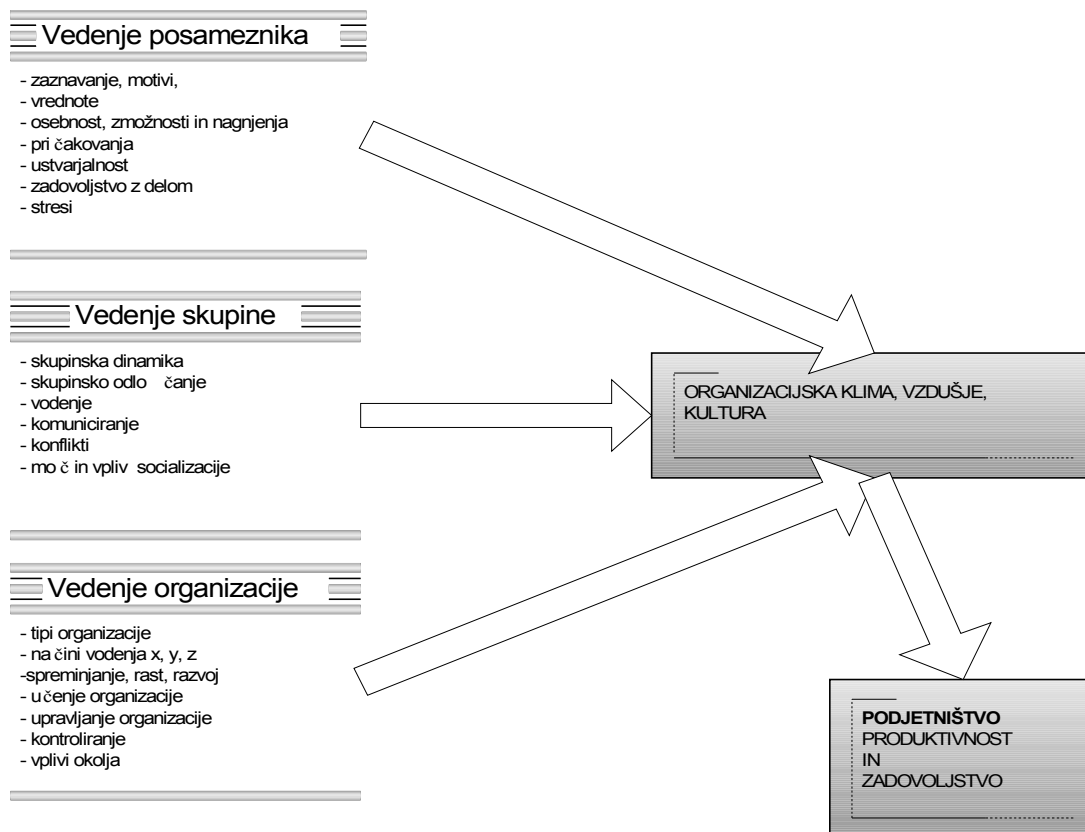 Vedenje posameznika
- zaznavanje, motivi,
- vrednote
- osebnost, zmožnosti in nagnjenja
- pri čakovanja
- ustvarjalnost
- zadovoljstvo z delom
- stresi
Vedenje skupine
- skupinska dinamika
- skupinsko odlo čanje
- vodenje
- komuniciranje
- konflikti
- mo č in vpliv socializacije
Vedenje organizacije
- tipi organizacije
- na čini vodenja x, y, z
-spreminjanje, rast, razvoj
- učenje organizacije
- upravljanje organizacije
- kontroliranje
- vplivi okolja
ORGANIZACIJSKA KLIMA, VZDUŠJE,
KULTURA
PODJETNIŠTVO
PRODUKTIVNOST
IN
ZADOVOLJSTVO